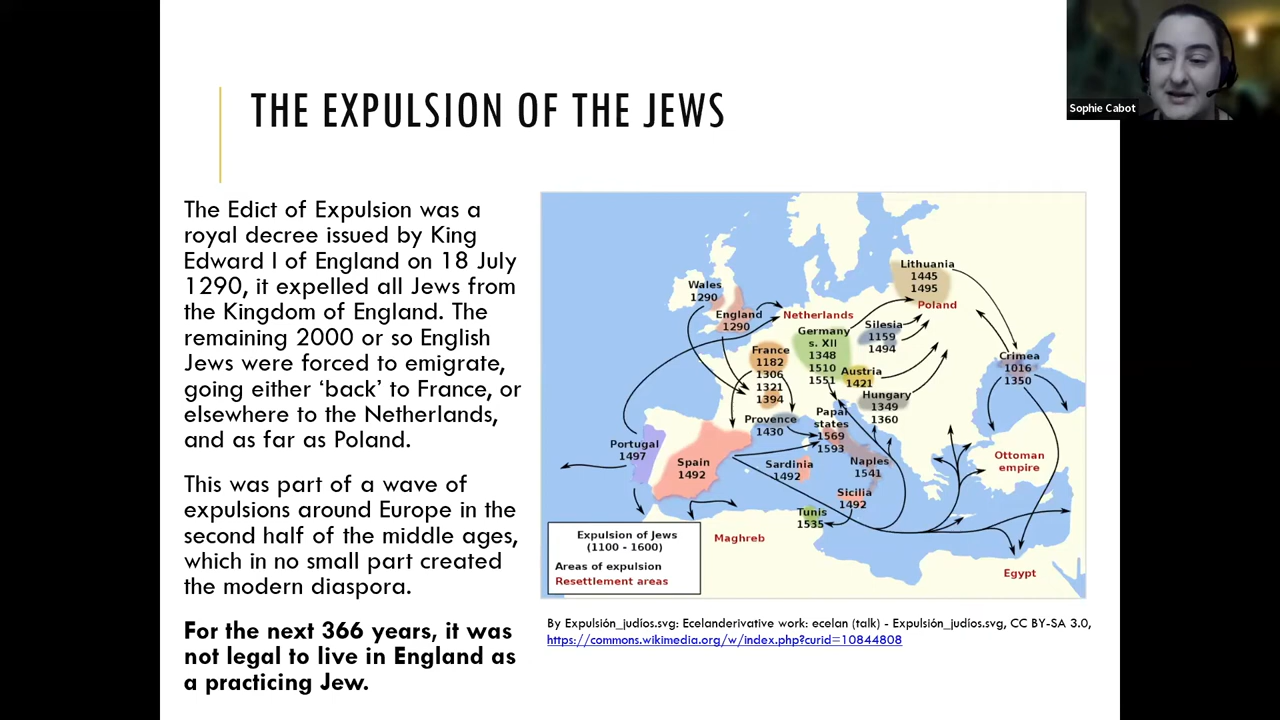 Sophie Cabot
THE EXPULSION OF THE JEWS
The Edict of Expulsion was a
royal decree issued by King
Edward I of England on 18 July
1290, it expelled all Jews from
the Kingdom of England. The
remaining 2000 or so English
Jews were forced to emigrate,
going either ‘back’ to France, or
elsewhere to the Netherlands,
and as far as Poland.
This was part of a wave of
expulsions around Europe in the
second half of the middle ages,
which in no small part created
the modern diaspora.
For the next 366 years, it was
not legal to live in England as
a practicing Jew.
Lithuania
1445
1495
Poland
Wales
1290
England
1290
Netherlands
Germany
s. XII
1348
1510
1551
Silesia
1159
1494
France
1182
1306
1321
1394
Austria
1421
Crimea
1016
1350
Hungary
1349
1360
Provence
1430
Papal
states
1569
1593
Portugal
1497
Spain
1492
Sardinia
1492
Naples
1541
Ottoman
empire
Sicilia
1492
Tunis
1535
Maghreb
Egypt
Expulsion of Jews
(1100 - 1600)
Areas of expulsion
Resettlement areas
By Expulsión_judíos.svg: Ecelanderivative work: ecelan (talk) - Expulsión_judíos.svg, CC BY-SA 3.0,
https://commons.wikimedia.org/w/index.php?curid=10844808